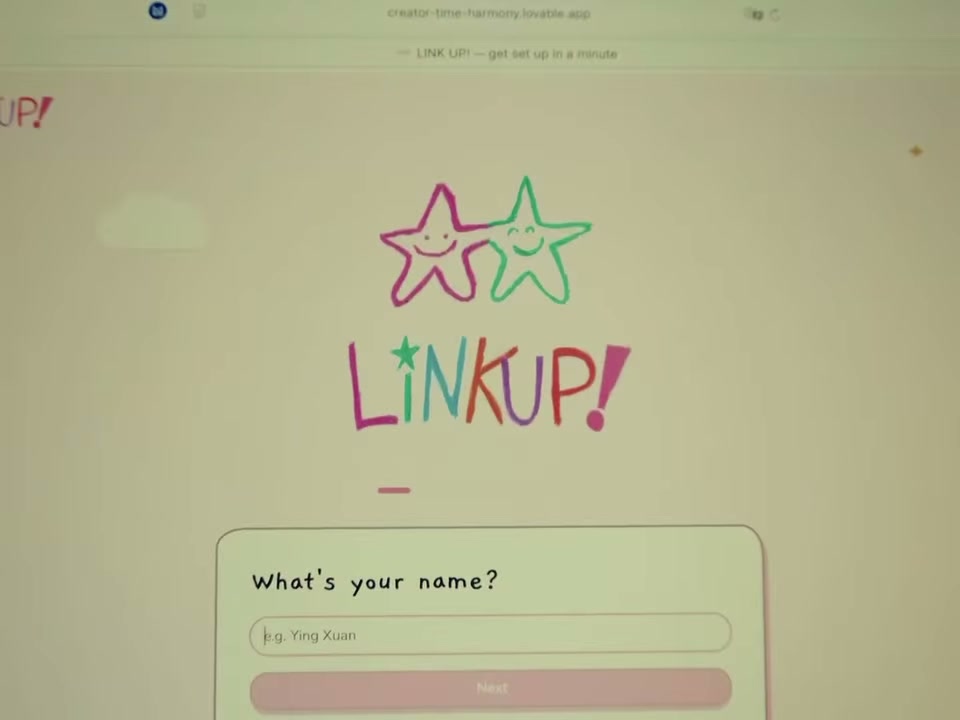 creator-time-harmony.lovable.app
LINK UP! — get set up in a minute
UP!
LiNKUP!
What's your name?
e.g. Ying Xuan
Next